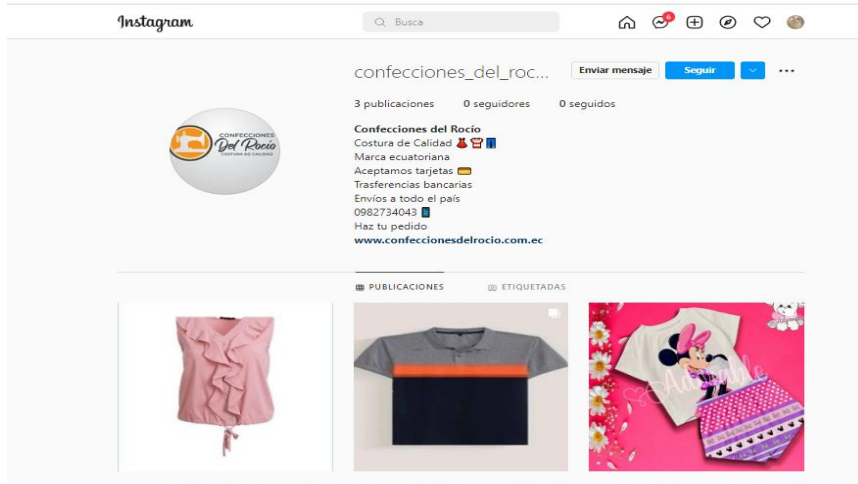 Instagram
Busca
6
confecciones_del_roc...
Enviar mensaje
Seguir
3 publicaciones 0 seguidores 0 seguidos
Confecciones del Rocío
Costura de Calidad
Marca ecuatoriana
Aceptamos tarjetas
Trasferencias bancarias
Envíos a todo el país
0982734043
Haz tu pedido
www.confeccionesdelrocio.com.ec
CONFECCIONES
Del Rocío
COSTURA DE CALIDAD
PUBLICACIONES
ETIQUETADAS
Adorable